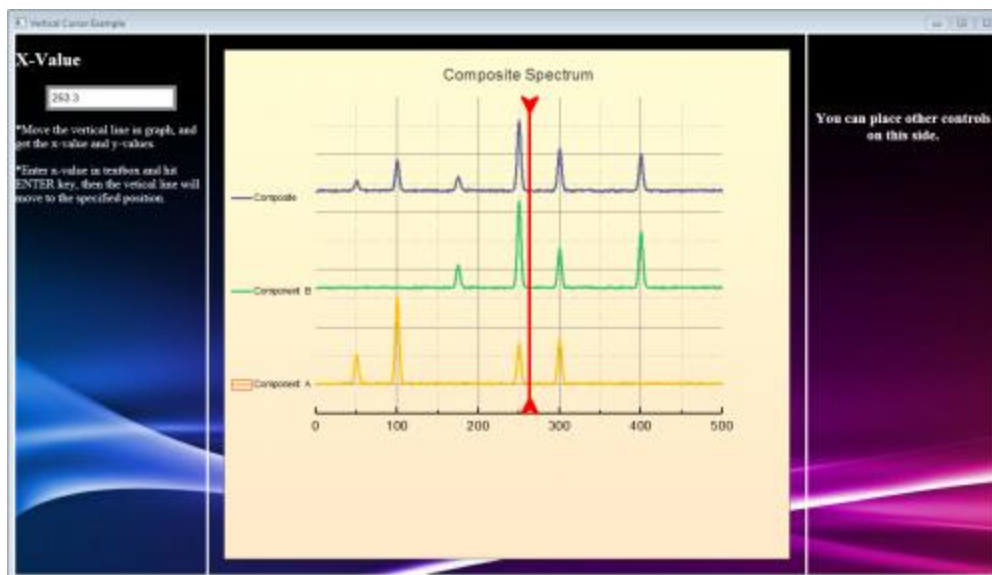 Vertical Cursor Example
X-Value
263.3
*Move the vertical line in graph, and
get the x-value and y-values.
*Enter x-value in textbox and hit
ENTER key, then the vetical line will
move to the specified position.
Composite Spectrum
Composite
Component B
Component A
0 100 200 300 400 500
You can place other controls
on this side.